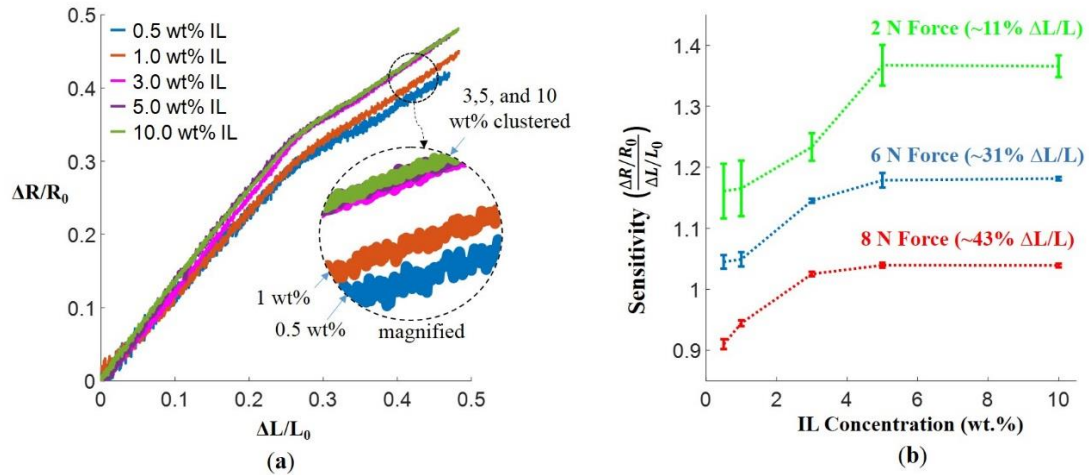 0.5 wt% IL
1.0 wt% IL
3.0 wt% IL
5.0 wt% IL
10.0 wt% IL
3,5, and 10
wt% clustered
1 wt%
0.5 wt%
magnified
ΔR/R₀
0.5
0.4
0.3
0.2
0.1
0
0
0.1
0.2
0.3
0.4
0.5
ΔL/L₀
(a)
2 N Force (~11% ΔL/L)
6 N Force (~31% ΔL/L)
8 N Force (~43% ΔL/L)
Sensitivity (ΔR/R₀ / ΔL/L₀)
1.4
1.3
1.2
1.1
1
0.9
0
2
4
6
8
10
IL Concentration (wt.%)
(b)